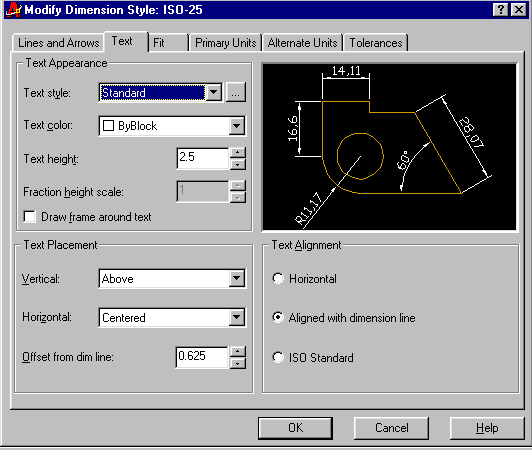 Modify Dimension Style: ISO-25
Lines and Arrows Text Fit Primary Units Alternate Units Tolerances
Text Appearance
Text style: Standard ...
Text color: ByBlock
Text height: 2.5
Fraction height scale: 1
Draw frame around text
14,11
16,6
28,07
60°
R11,17
Text Placement
Vertical: Above
Horizontal: Centered
Offset from dim line: 0.625
Text Alignment
Horizontal
Aligned with dimension line
ISO Standard
OK Cancel Help